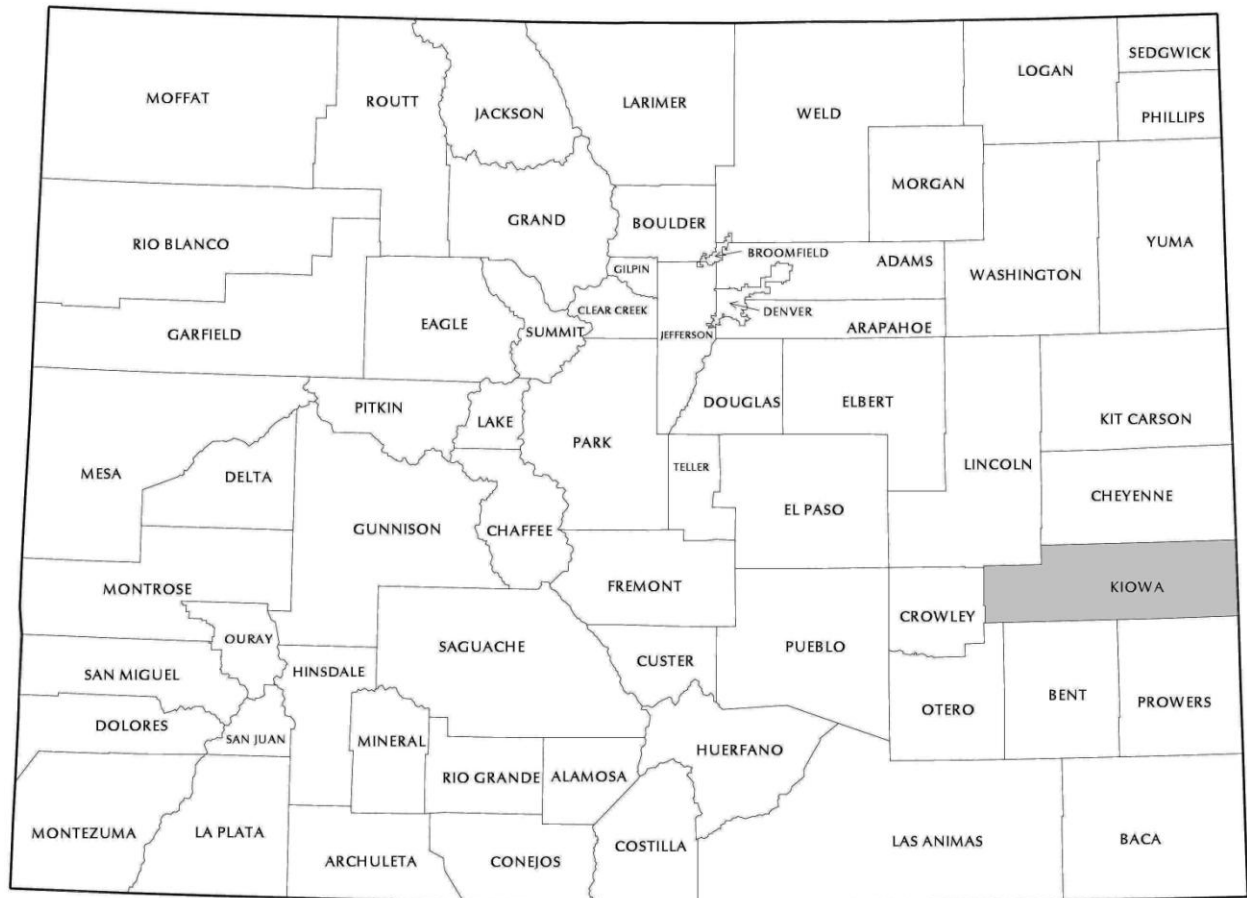 SEDGWICK
LOGAN
MOFFAT
ROUTT
LARIMER
JACKSON
WELD
PHILLIPS
MORGAN
GRAND
BOULDER
RIO BLANCO
YUMA
BROOMFIELD
ADAMS
GILPIN
WASHINGTON
CLEAR CREEK
DENVER
EAGLE
SUMMIT
ARAPAHOE
GARFIELD
JEFFERSON
PITKIN
LAKE
DOUGLAS
ELBERT
KIT CARSON
PARK
MESA
DELTA
TELLER
LINCOLN
CHEYENNE
GUNNISON
CHAFFEE
EL PASO
MONTROSE
FREMONT
KIOWA
CROWLEY
OURAY
SAGUACHE
PUEBLO
SAN MIGUEL
HINSDALE
CUSTER
BENT
PROWERS
OTERO
DOLORES
SAN JUAN
MINERAL
HUERFANO
RIO GRANDE
ALAMOSA
MONTEZUMA
LA PLATA
COSTILLA
LAS ANIMAS
BACA
ARCHULETA
CONEJOS